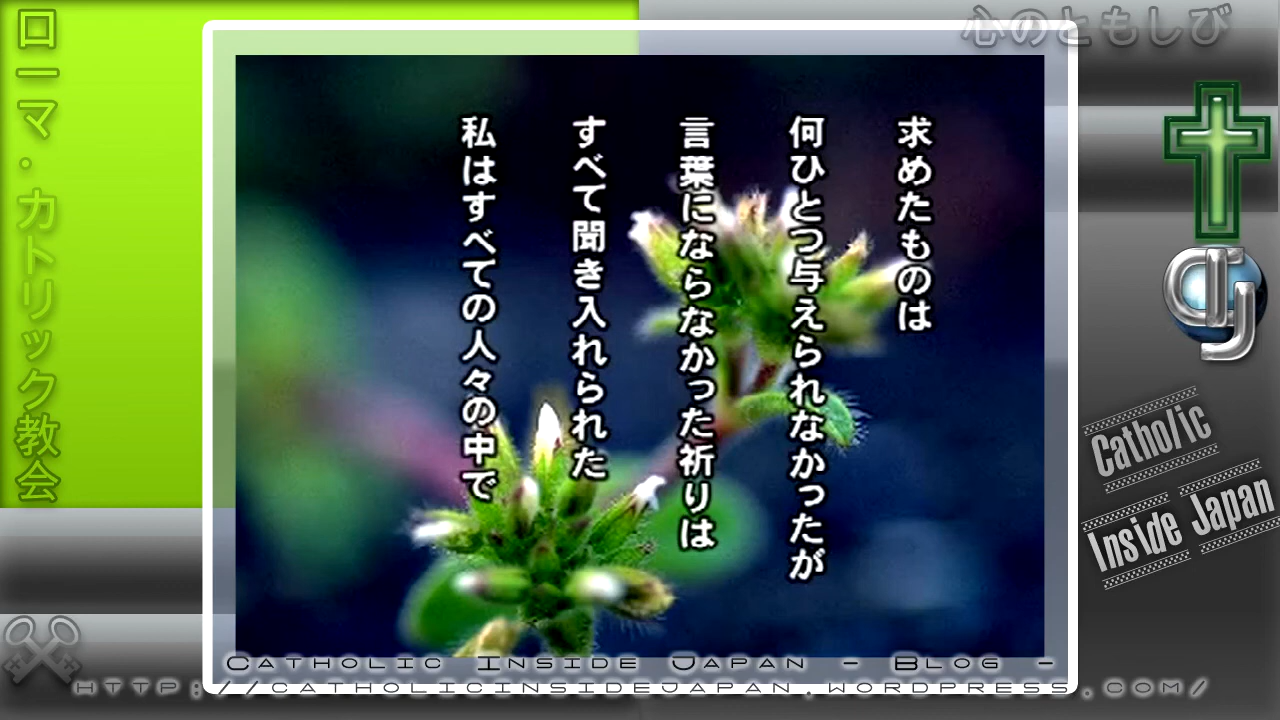 ローマ・カトリック教会
心のともしび
求めたものは
何ひとつ与えられなかったが
言葉にならなかった祈りは
すべて聞き入れられた
私はすべての人々の中で
Catholic
Inside Japan
Catholic Inside Japan - Blog -
http://catholicinsidejapan.wordpress.com/